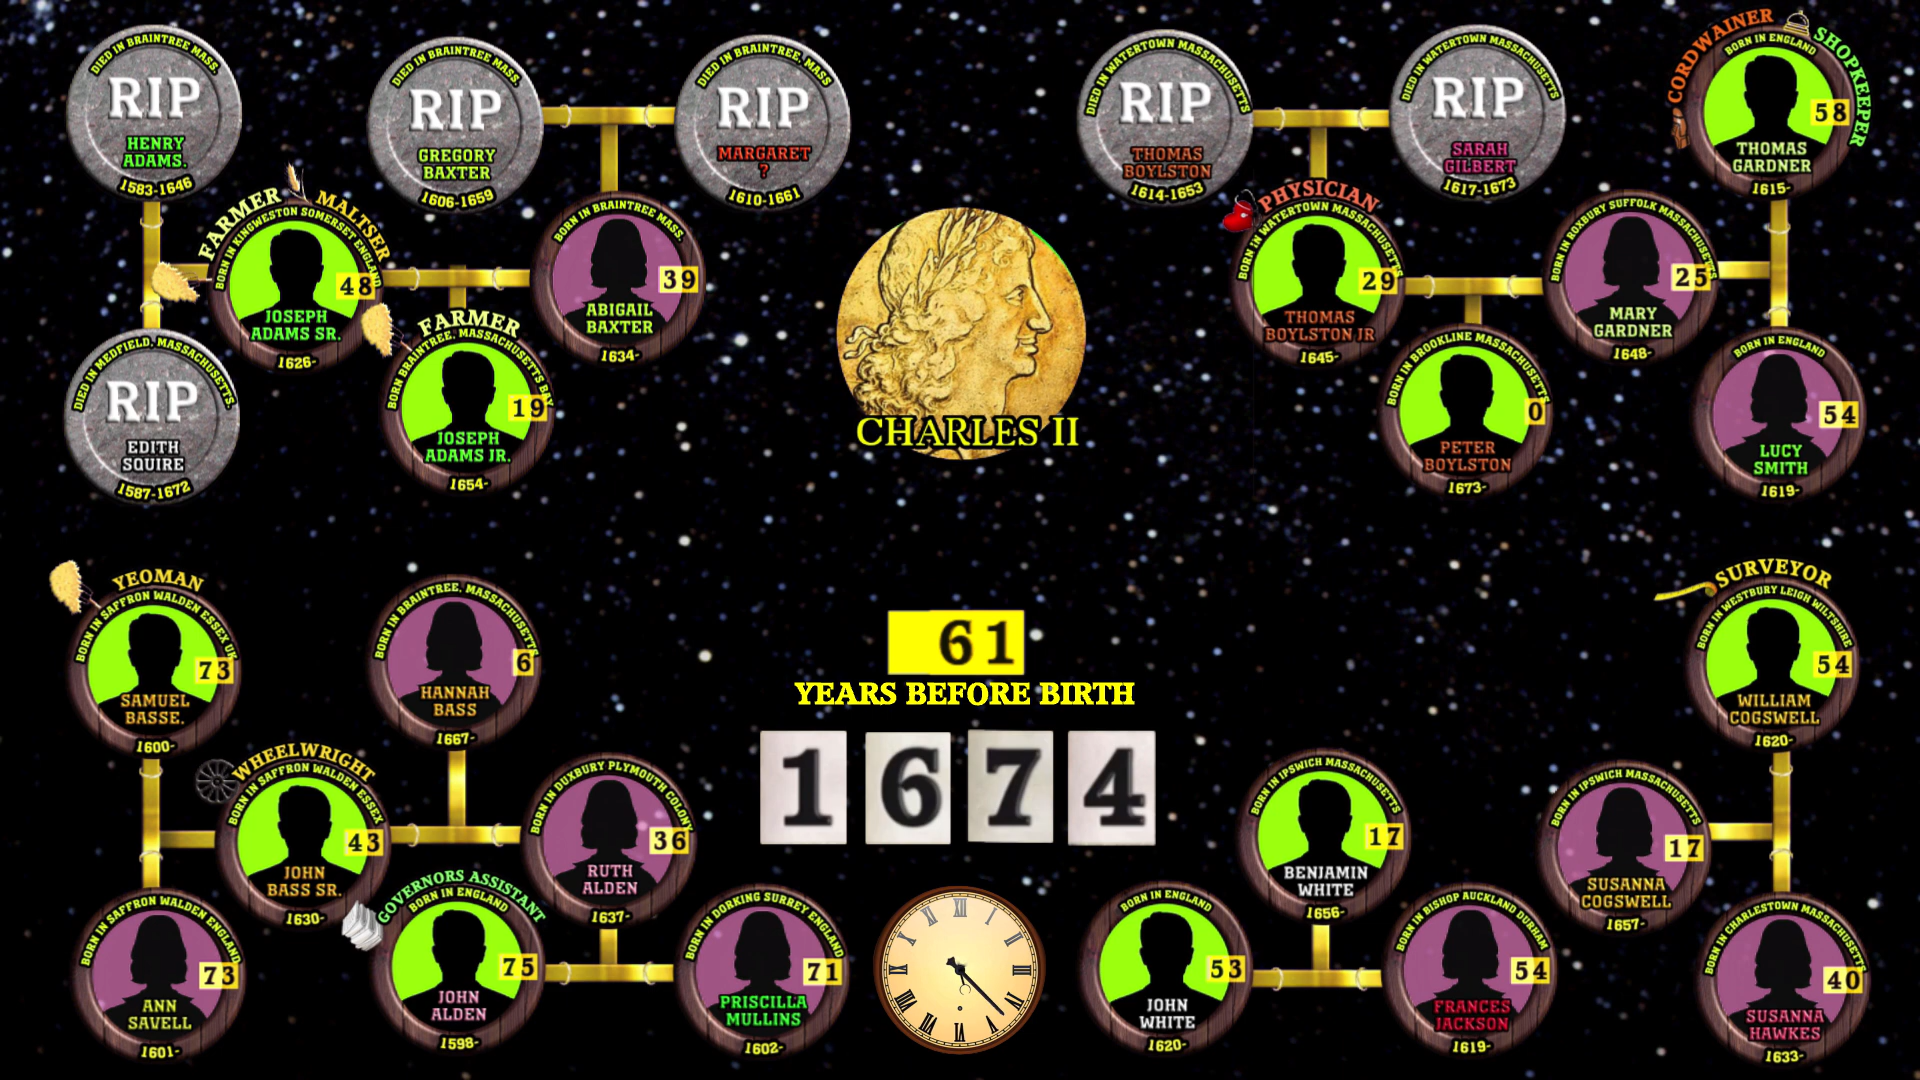 DIED IN BRAINTREE MASS.
RIP
HENRY
ADAMS.
1583-1646
DIED IN BRAINTREE MASS.
RIP
GREGORY
BAXTER
1606-1659
DIED IN BRAINTREE, MASS
RIP
MARGARET
?
1610-1661
DIED IN WATERTOWN MASSACHUSETTS
RIP
THOMAS
BOYLSTON
1614-1653
DIED IN WATERTOWN MASSACHUSETTS
RIP
SARAH
GILBERT
1617-1673
CORDWAINER
SHOPKEEPER
BORN IN ENGLAND
58
THOMAS
GARDNER
1615-
FARMER
MALTSER
BORN IN KINGWESTON SOMERSET ENGLAND
48
JOSEPH
ADAMS SR.
1626-
BORN IN BRAINTREE MASS.
39
ABIGAIL
BAXTER
1634-
PHYSICIAN
BORN IN WATERTOWN MASSACHUSETTS
29
THOMAS
BOYLSTON JR
1645-
BORN IN ROXBURY SUFFOLK MASSACHUSETTS
25
MARY
GARDNER
1648-
DIED IN MEDFIELD, MASSACHUSETTS.
RIP
EDITH
SQUIRE
1587-1672
FARMER
BORN BRAINTREE, MASSACHUSETTS BAY
19
JOSEPH
ADAMS JR.
1654-
CHARLES II
BORN IN BROOKLINE MASSACHUSETTS
0
PETER
BOYLSTON
1673-
BORN IN ENGLAND
54
LUCY
SMITH
1619-
YEOMAN
BORN IN SAFFRON WALDEN ESSEX UK
73
SAMUEL
BASSE.
1600-
BORN IN BRAINTREE, MASSACHUSETTS
6
HANNAH
BASS
1667-
61
YEARS BEFORE BIRTH
1674
SURVEYOR
BORN IN WESTBURY LEIGH WILTSHIRE
54
WILLIAM
COGSWELL
1620-
WHEELWRIGHT
BORN IN SAFFRON WALDEN ESSEX
43
JOHN
BASS SR.
1630-
BORN IN DUXBURY PLYMOUTH COLONY
36
RUTH
ALDEN
1637-
BORN IN IPSWICH MASSACHUSETTS
17
BENJAMIN
WHITE
1656-
BORN IN IPSWICH MASSACHUSETTS
17
SUSANNA
COGSWELL
1657-
BORN IN SAFFRON WALDEN ENGLAND
73
ANN
SAVELL
1601-
GOVERNORS ASSISTANT
BORN IN ENGLAND
75
JOHN
ALDEN
1598-
BORN IN DORKING SURREY ENGLAND
71
PRISCILLA
MULLINS
1602-
XII I II III IIII V VI VII VIII IX X XI
BORN IN ENGLAND
53
JOHN
WHITE
1620-
BORN IN BISHOP AUCKLAND DURHAM
54
FRANCES
JACKSON
1619-
BORN IN CHARLESTOWN MASSACHUSETTS
40
SUSANNA
HAWKES
1633-